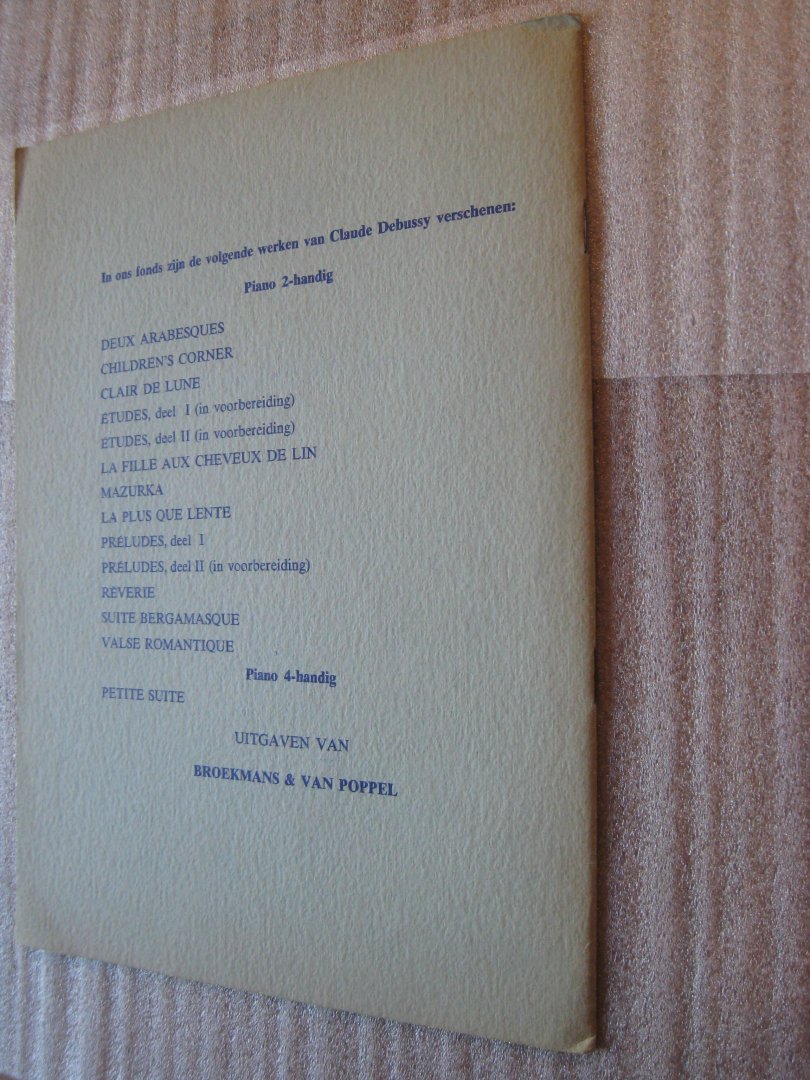 In ons fonds zijn de volgende werken van Claude Debussy verschenen:
Piano 2-handig
DEUX ARABESQUES
CHILDREN'S CORNER
CLAIR DE LUNE
ÉTUDES, deel I (in voorbereiding)
ÉTUDES, deel II (in voorbereiding)
LA FILLE AUX CHEVEUX DE LIN
MAZURKA
LA PLUS QUE LENTE
PRÉLUDES, deel I
PRÉLUDES, deel II (in voorbereiding)
RÊVERIE
SUITE BERGAMASQUE
VALSE ROMANTIQUE
Piano 4-handig
PETITE SUITE
UITGAVEN VAN
BROEKMANS & VAN POPPEL